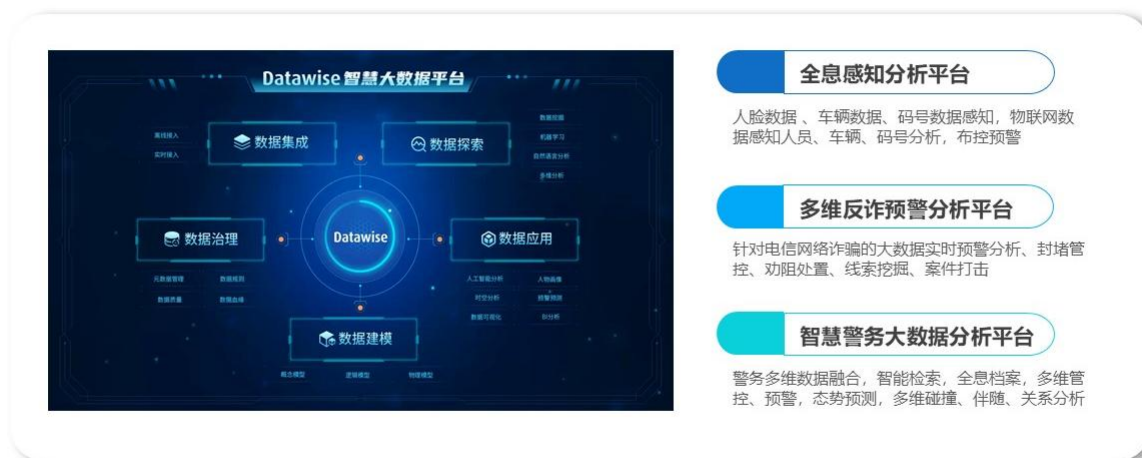 Datawise 智慧大数据平台
数据集成
离线接入
实时接入
数据探索
数据挖掘
机器学习
自然语言分析
多维分析
数据治理
元数据管理
数据规则
数据质量
数据血缘
Datawise
数据应用
人工智能分析
人物画像
时空分析
预警预测
数据可视化
数据建模
概念模型
逻辑模型
物理模型
全息感知分析平台
人脸数据 、车辆数据、码号数据感知，物联网数
据感知人员、车辆、码号分析，布控预警
多维反诈预警分析平台
针对电信网络诈骗的大数据实时预警分析、封堵管
控、劝阻处置、线索挖掘、案件打击
智慧警务大数据分析平台
警务多维数据融合，智能检索，全息档案，多维管
控、预警，态势预测，多维碰撞、伴随、关系分析